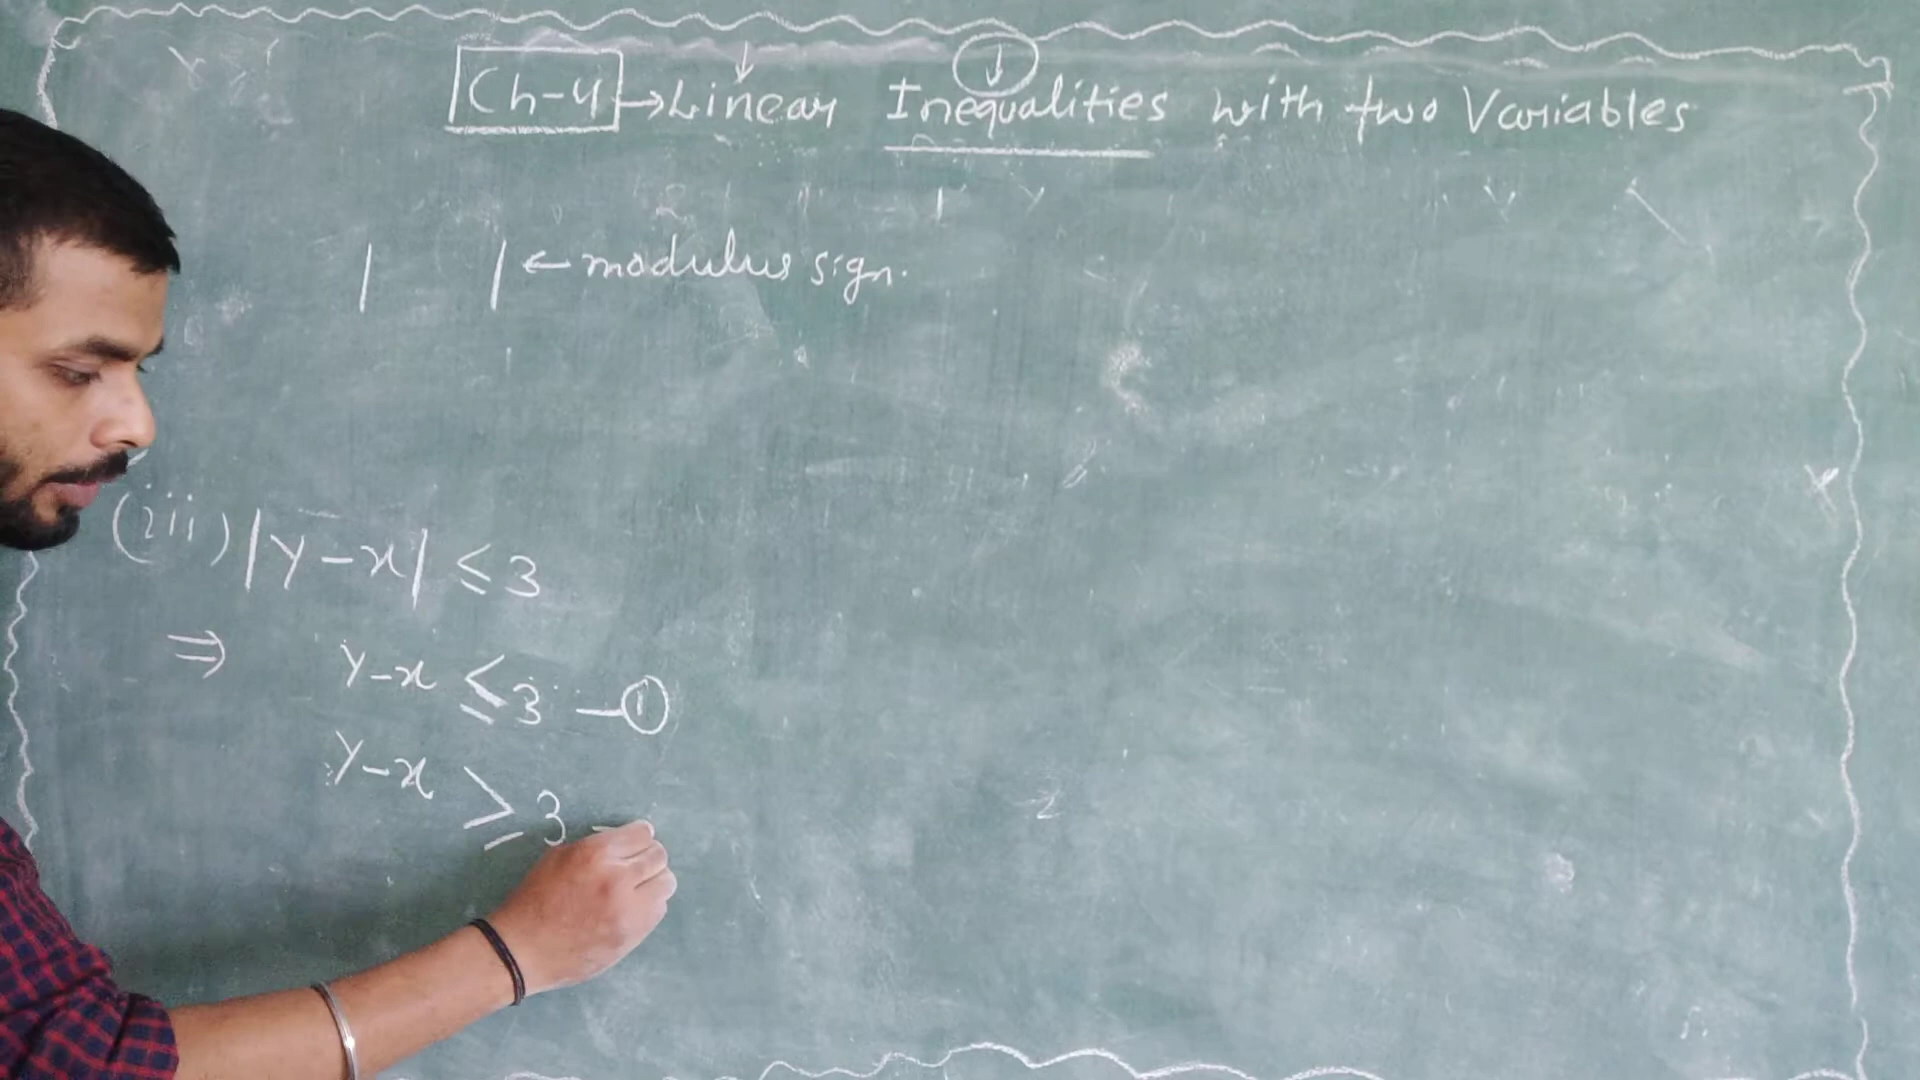 Ch-4 → Linear Inequalities with two Variables
| | ← modulus sign.
(iii) |y-x| ≤ 3
⇒ y-x ≤ 3 — ①
y-x ≥ 3 -